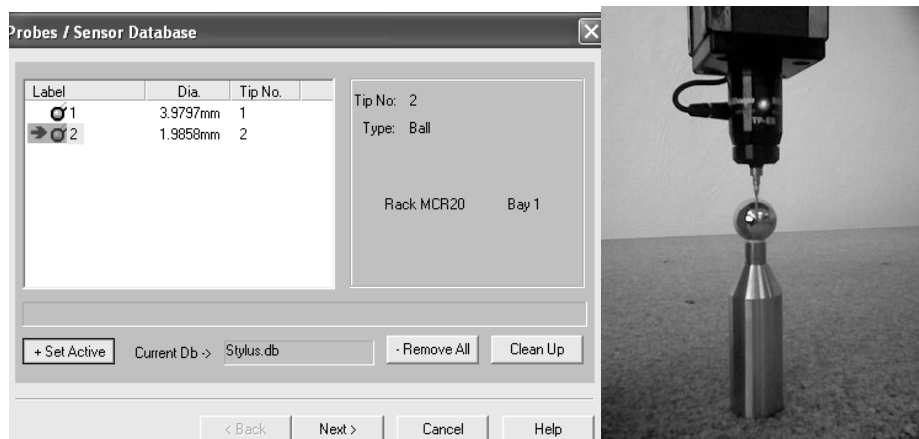 Probes / Sensor Database
Label Dia. Tip No.
1 3.9797mm 1
2 1.9858mm 2
Tip No: 2
Type: Ball
Rack MCR20 Bay 1
+ Set Active Current Db -> Stylus.db - Remove All Clean Up
< Back Next > Cancel Help
TP-ES